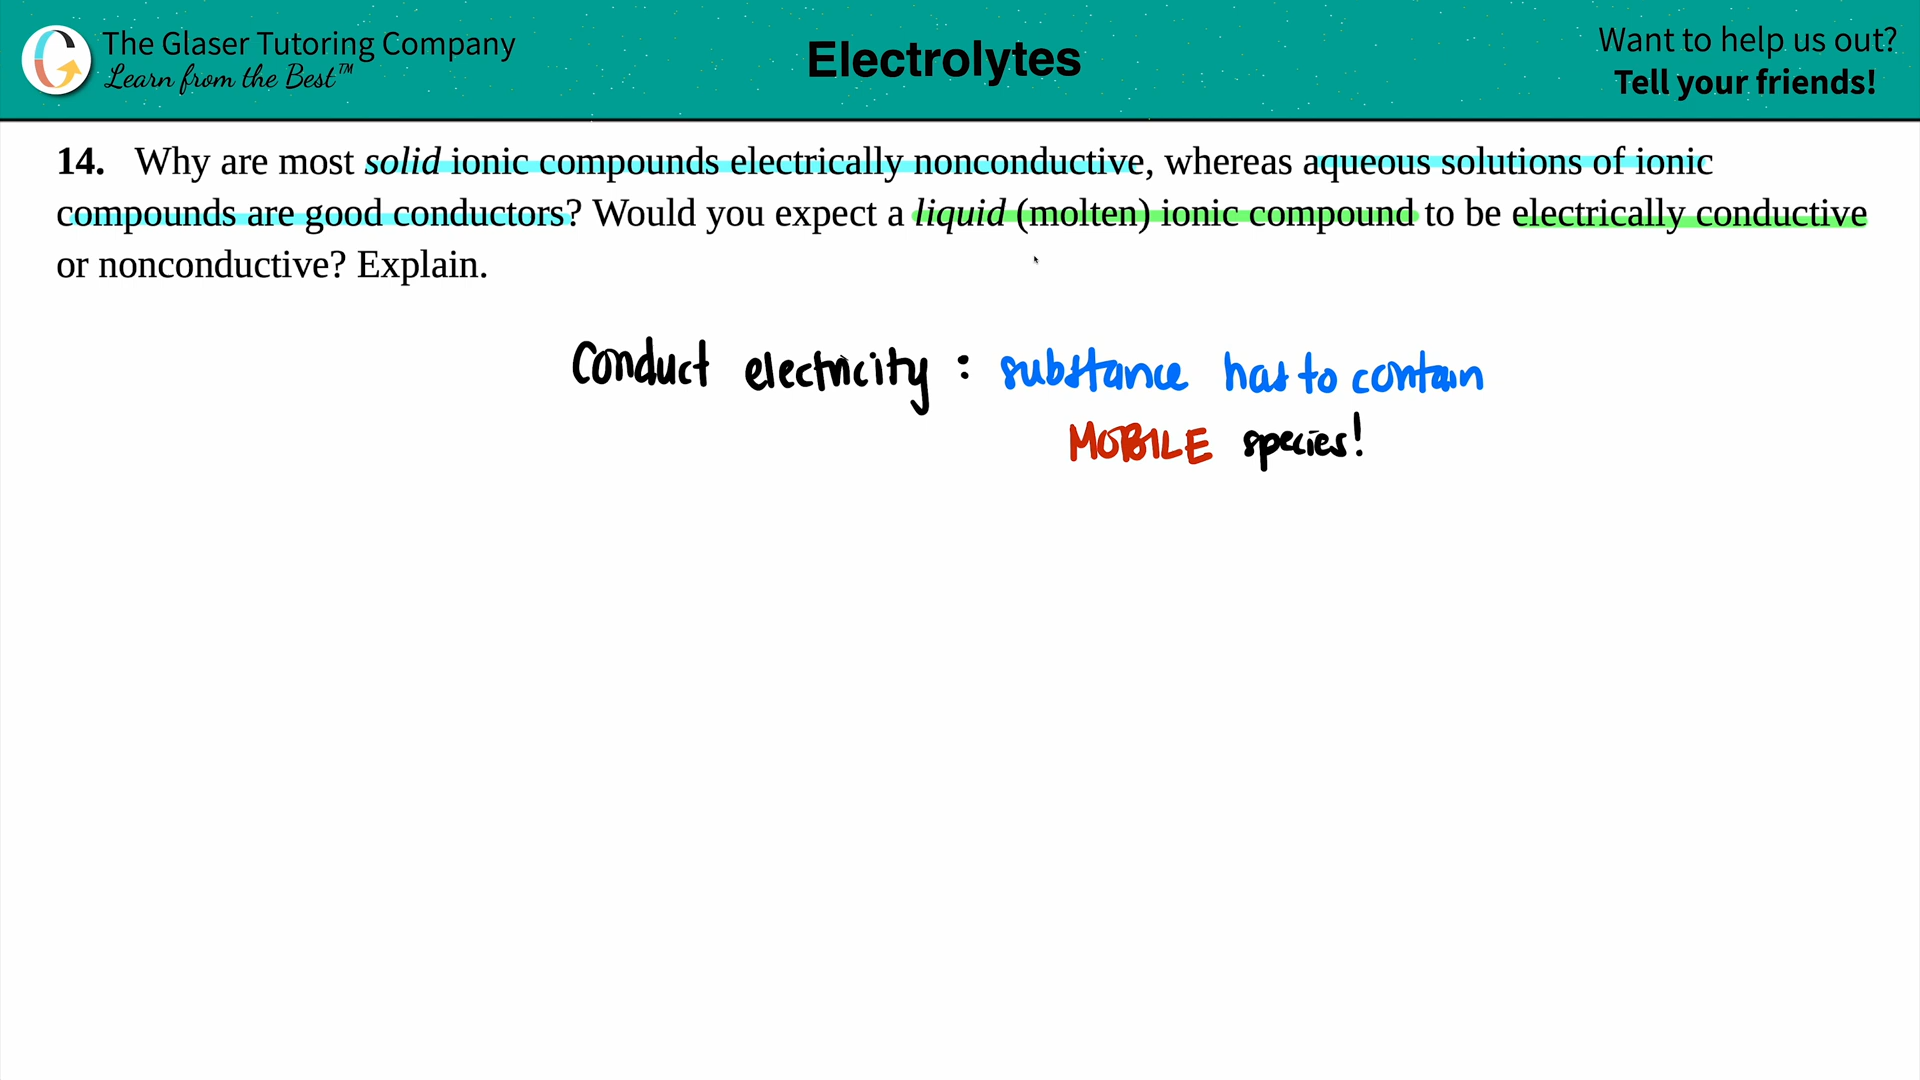 The Glaser Tutoring Company
Learn from the Best™
Electrolytes
Want to help us out?
Tell your friends!
14. Why are most solid ionic compounds electrically nonconductive, whereas aqueous solutions of ionic
compounds are good conductors? Would you expect a liquid (molten) ionic compound to be electrically conductive
or nonconductive? Explain.
Conduct electricity : substance has to contain
MOBILE species!